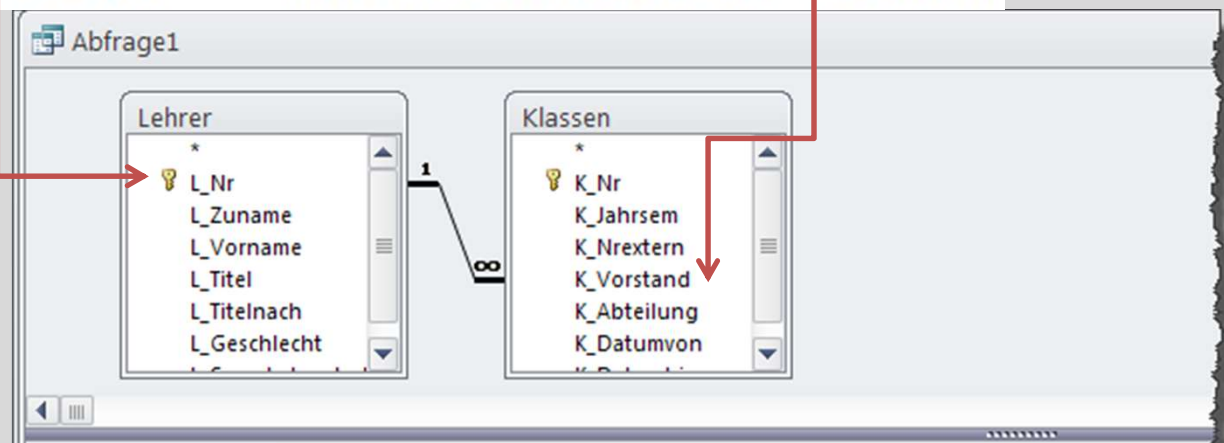 Abfrage1
Lehrer
*
L_Nr
L_Zuname
L_Vorname
L_Titel
L_Titelnach
L_Geschlecht
1
∞
Klassen
*
K_Nr
K_Jahrsem
K_Nrextern
K_Vorstand
K_Abteilung
K_Datumvon